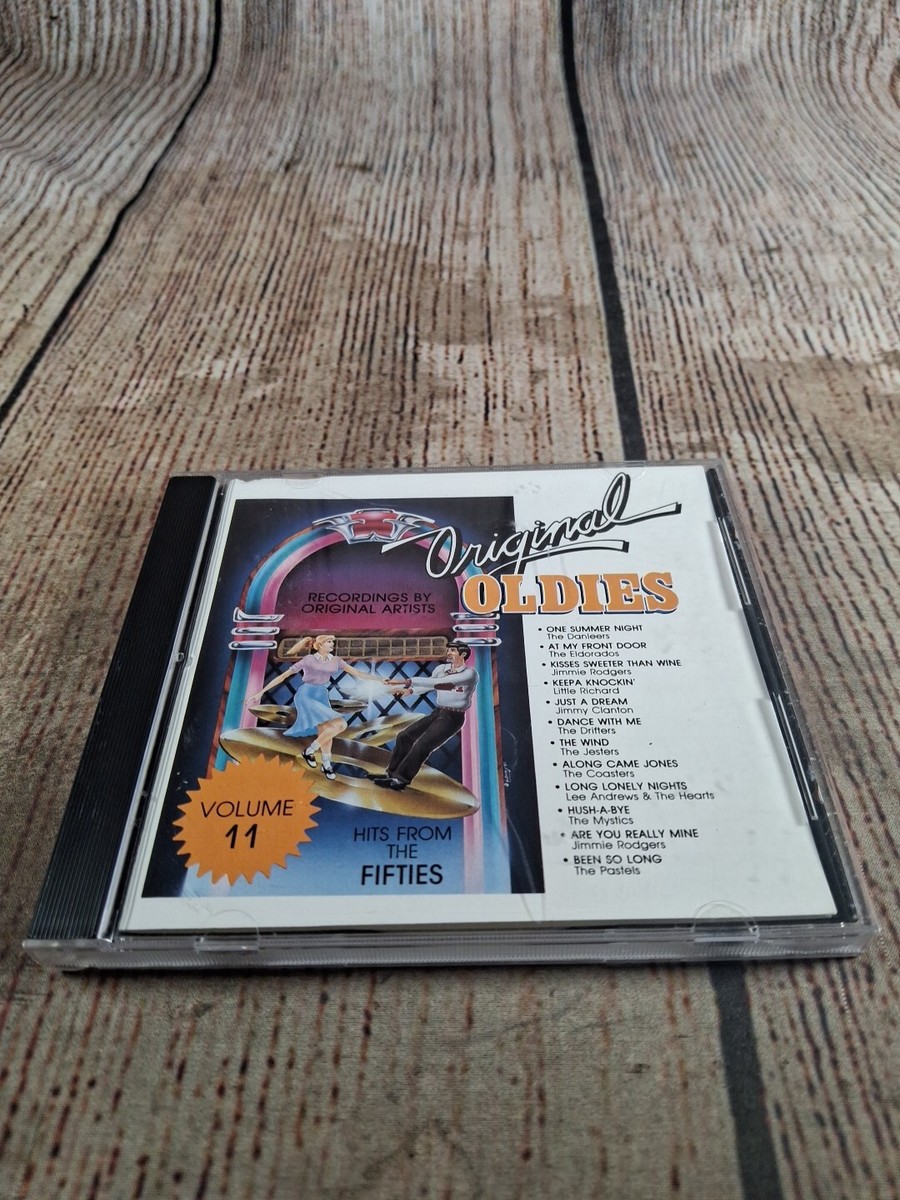 Original
OLDIES
RECORDINGS BY
ORIGINAL ARTISTS
VOLUME
11
HITS FROM
THE
FIFTIES
• ONE SUMMER NIGHT
The Danleers
• AT MY FRONT DOOR
The Eldorados
• KISSES SWEETER THAN WINE
Jimmie Rodgers
• KEEPA KNOCKIN'
Little Richard
• JUST A DREAM
Jimmy Clanton
• DANCE WITH ME
The Drifters
• THE WIND
The Jesters
• ALONG CAME JONES
The Coasters
• LONG LONELY NIGHTS
Lee Andrews & The Hearts
• HUSH-A-BYE
The Mystics
• ARE YOU REALLY MINE
Jimmie Rodgers
• BEEN SO LONG
The Pastels